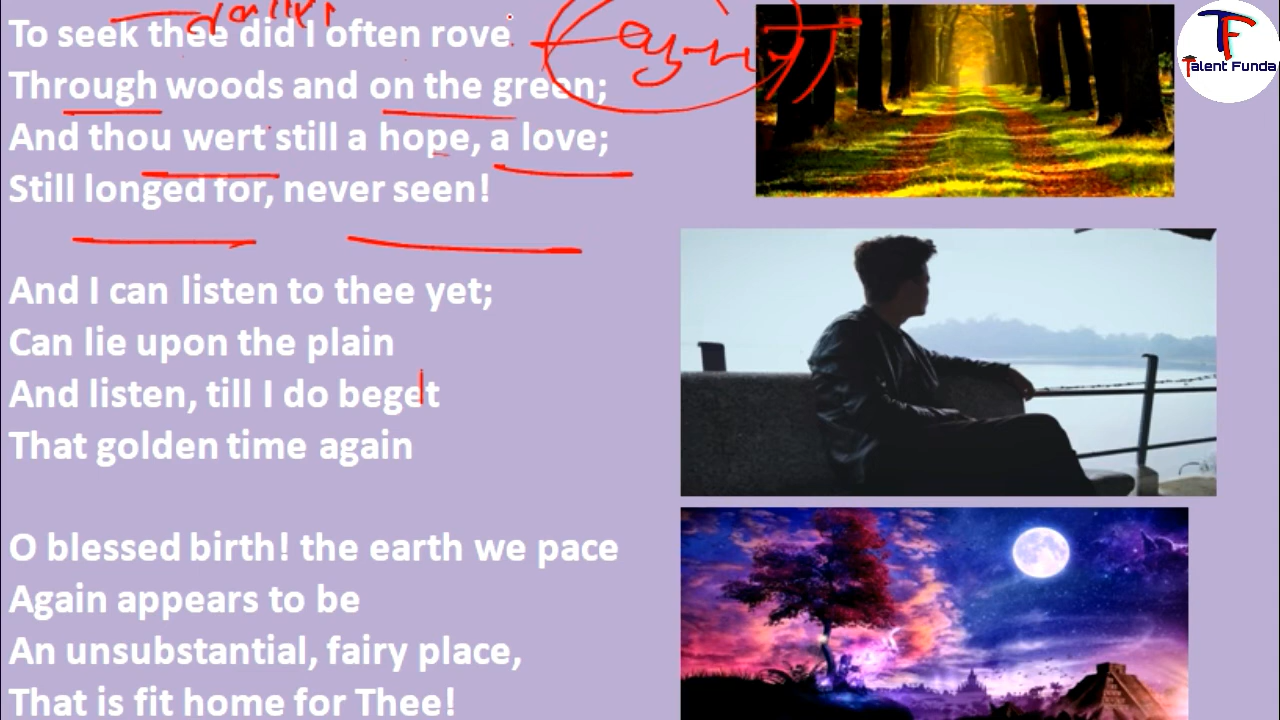 To seek thee did I often rove
Through woods and on the green;
And thou wert still a hope, a love;
Still longed for, never seen!
And I can listen to thee yet;
Can lie upon the plain
And listen, till I do beget
That golden time again
O blessed birth! the earth we pace
Again appears to be
An unsubstantial, fairy place,
That is fit home for Thee!
TF
Talent Funda